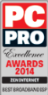 PC
PRO
Excellence
AWARDS
2014
ZEN INTERNET
BEST BROADBAND ISP